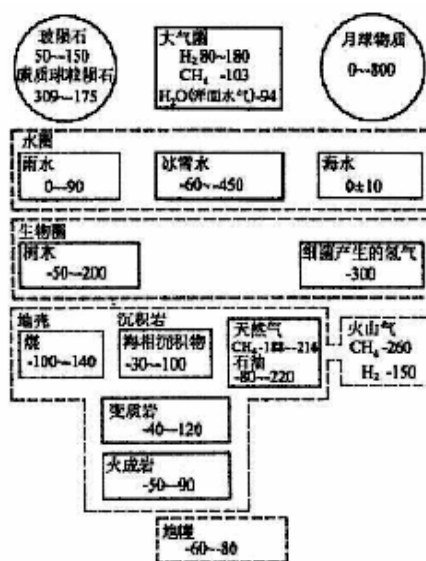 玻陨石
50~-150
碳质球粒陨石
309~-175
大气圈
H₂80~180
CH₄ -103
H₂O(洋面水气)-94
月球物质
0~-800
水圈
雨水
0~-90
冰雪水
-60~-450
海水
0±10
生物圈
树木
-50~-200
细菌产生的氢气
-300
地壳
煤
-100~-140
沉积岩
海相沉积物
-30~-100
天然气
石油
-80~-220
火山气
CH₄-260
H₂ -150
变质岩
-40~-120
火成岩
-50~-90
地幔
-60~-80